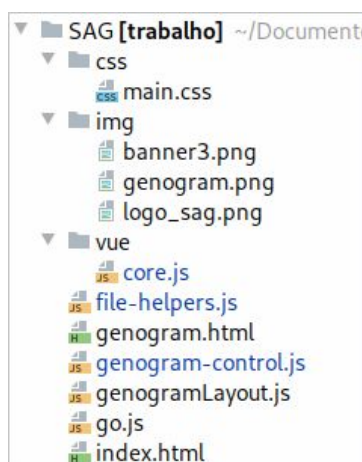 SAG [trabalho] ~/Document
css
main.css
img
banner3.png
genogram.png
logo_sag.png
vue
core.js
file-helpers.js
genogram.html
genogram-control.js
genogramLayout.js
go.js
index.html